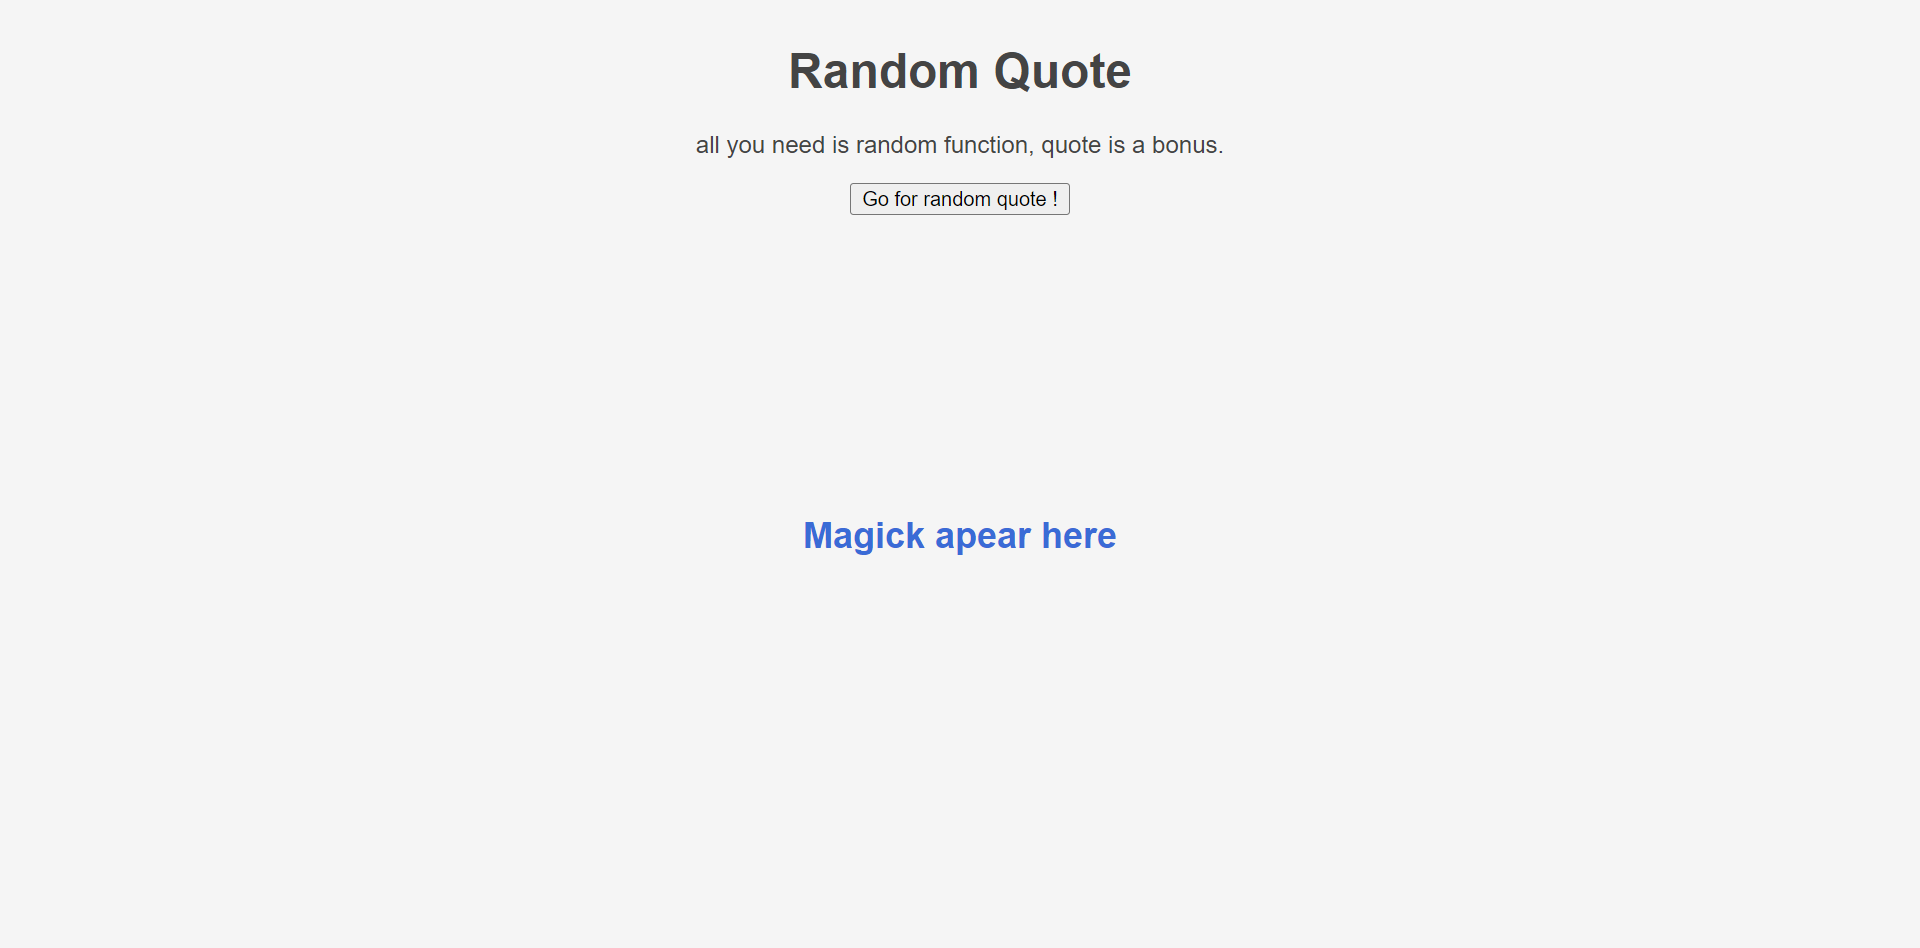 Random Quote
all you need is random function, quote is a bonus.
Go for random quote !
Magick apear here